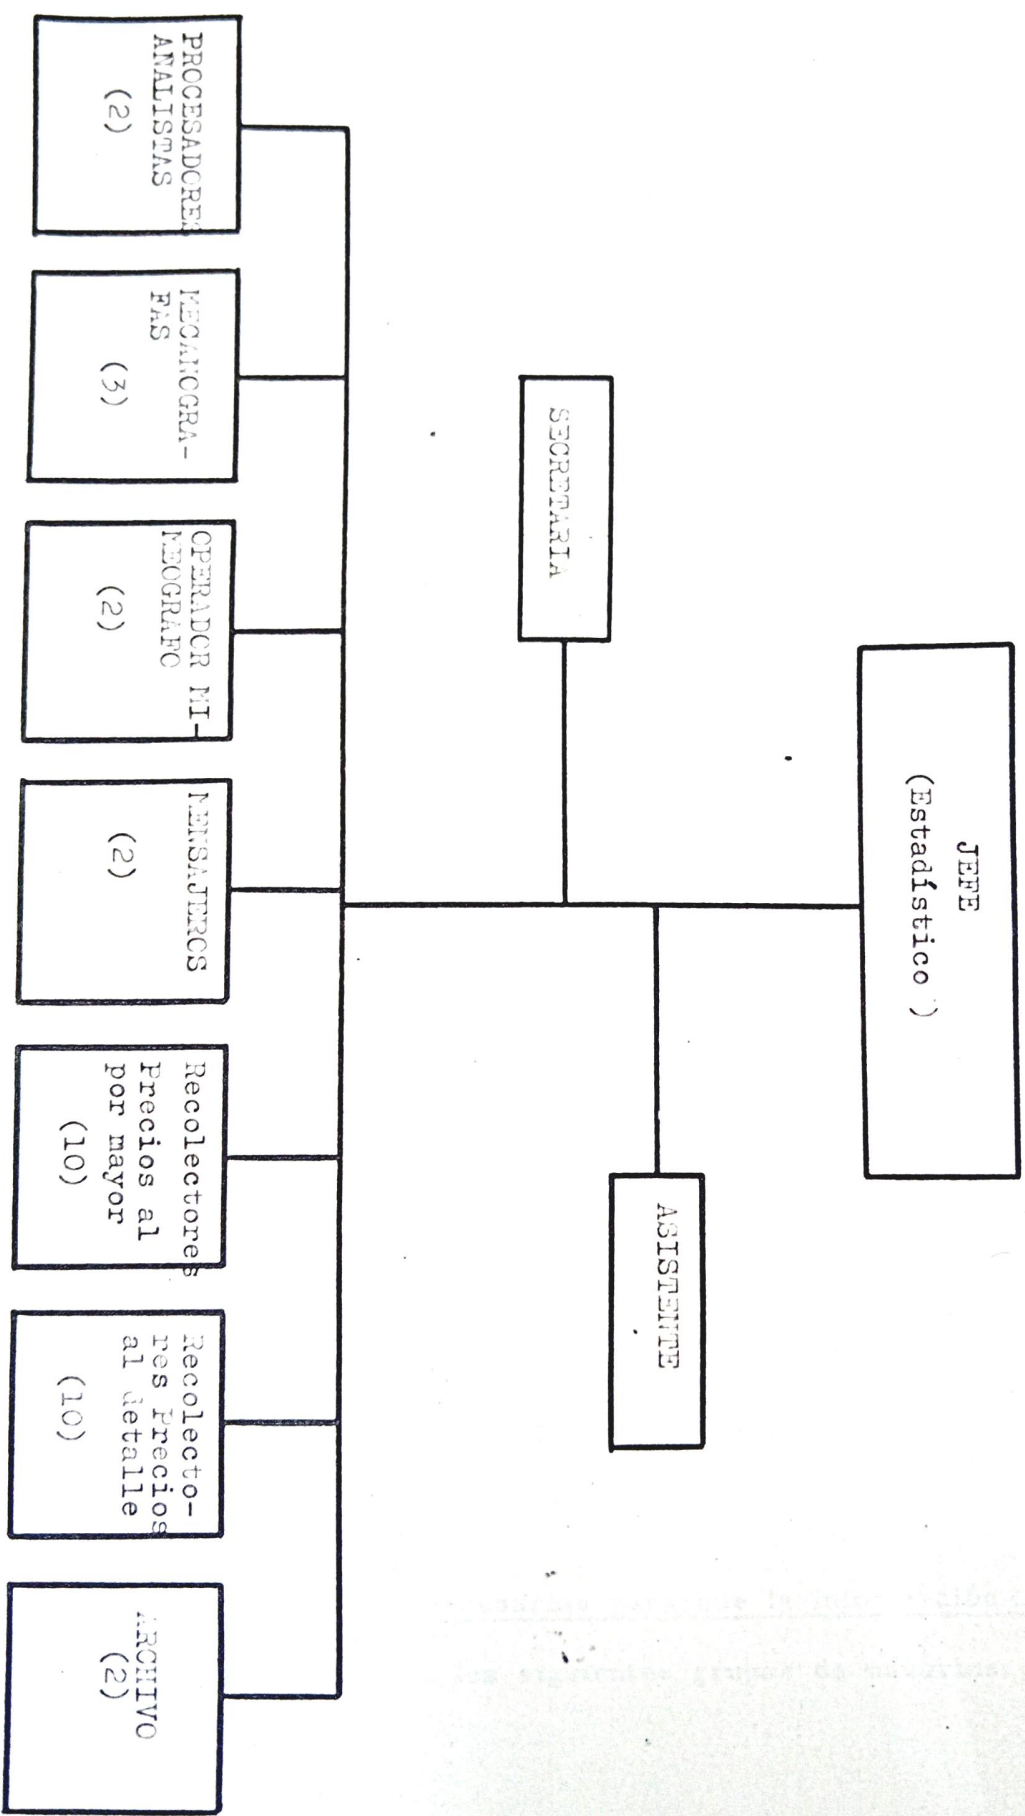 JEFE
(Estadístico )
ASISTENTE
SECRETARIA
PROCESADORES
ANALISTAS
(2)
MECANOGRA-
FAS
(3)
OPERADOR MI-
MEOGRAFO
(2)
MENSAJEROS
(2)
Recolectores
Precios al
por mayor
(10)
Recolecto-
res Precios
al detalle
(10)
ARCHIVO
(2)